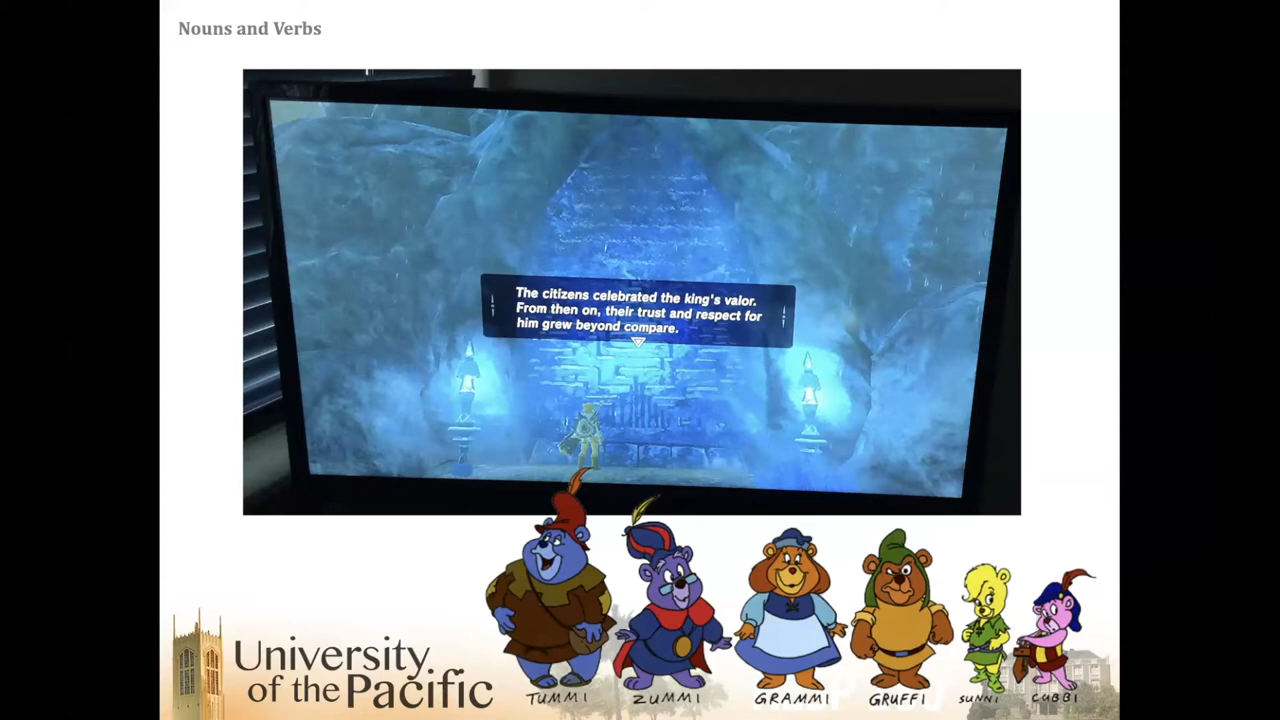 Nouns and Verbs
The citizens celebrated the king's valor.
From then on, their trust and respect for
him grew beyond compare.
University
of the Pacific
TUMMI
ZUMMI
GRAMMI
GRUFFI
SUNNI
CUBBI